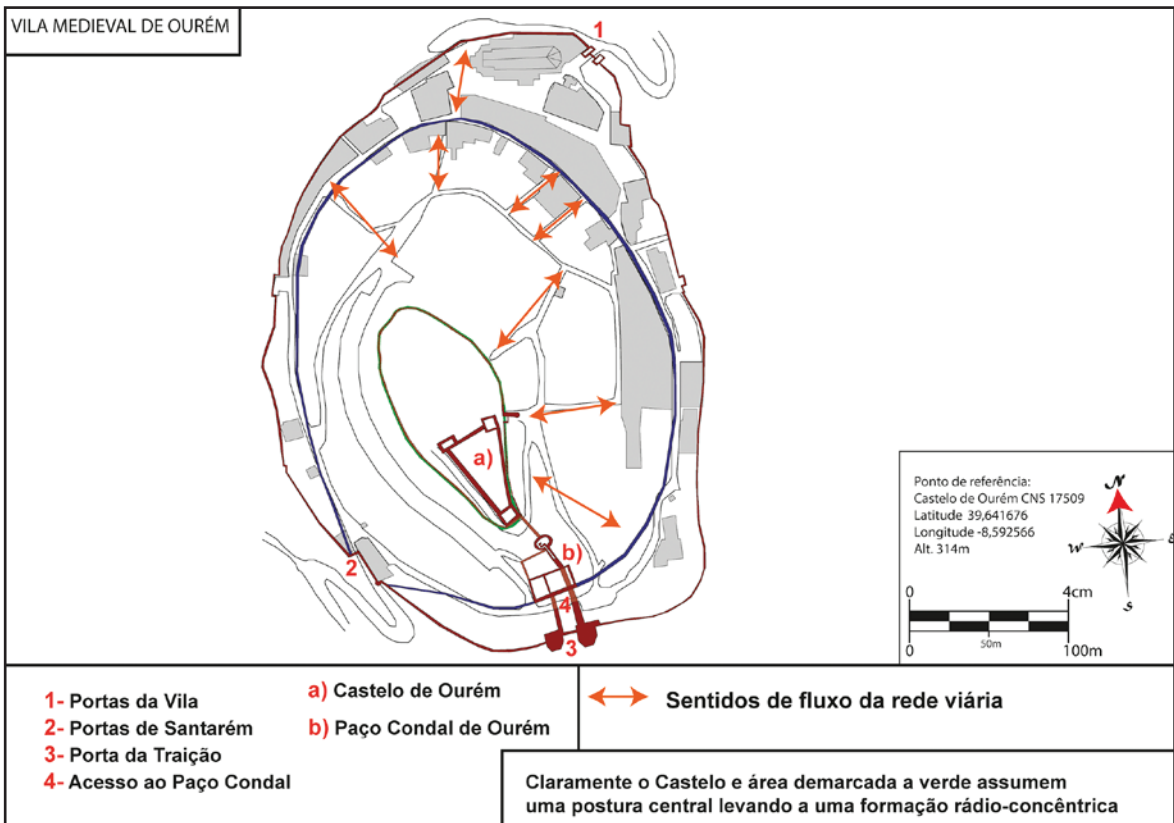 VILA MEDIEVAL DE OURÉM
1
a)
b)
2
4
3
Ponto de referência:
Castelo de Ourém CNS 17509
Latitude 39,641676
Longitude -8,592566
Alt. 314m
N
W
E
S
0 4cm
0 50m 100m
1- Portas da Vila
2- Portas de Santarém
3- Porta da Traição
4- Acesso ao Paço Condal
a) Castelo de Ourém
b) Paço Condal de Ourém
Sentidos de fluxo da rede viária
Claramente o Castelo e área demarcada a verde assumem
uma postura central levando a uma formação rádio-concêntrica